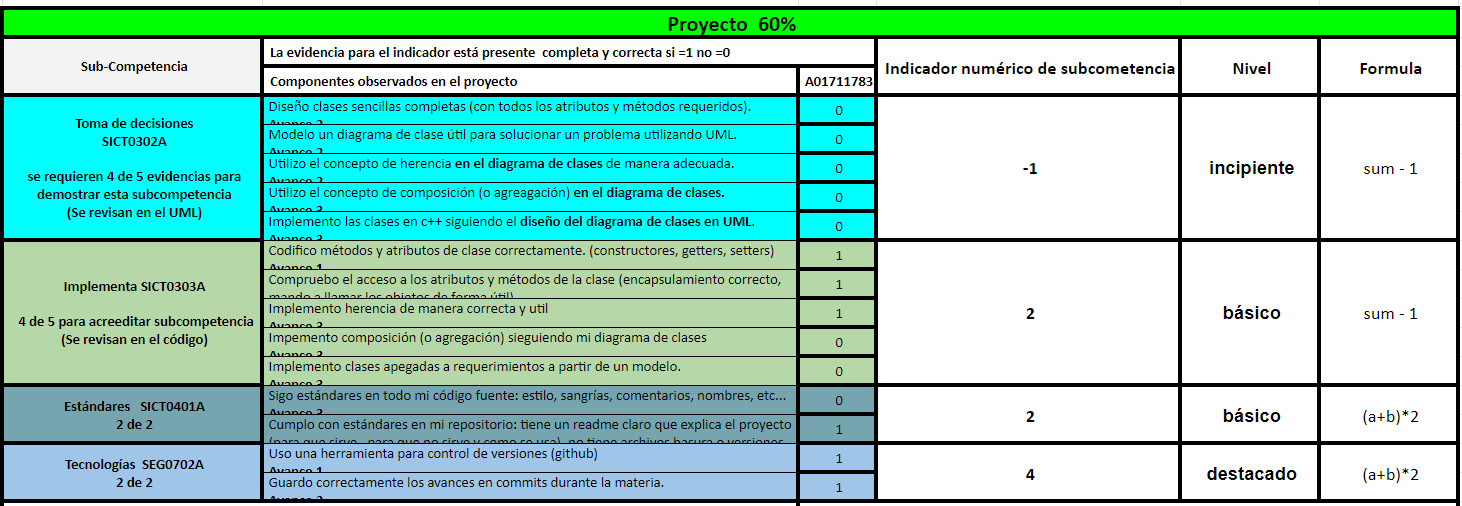 Proyecto  60%
Sub-Competencia
La evidencia para el indicador está presente  completa y correcta si =1 no =0
Componentes observados en el proyecto
A01711783
Indicador numérico de subcometencia
Nivel
Formula
Toma de decisiones
SICT0302A
se requieren 4 de 5 evidencias para
demostrar esta subcompetencia
(Se revisan en el UML)
Diseño clases sencillas completas (con todos los atributos y métodos requeridos).
Avance 2
0
Modelo un diagrama de clase útil para solucionar un problema utilizando UML.
Avance 2
0
Utilizo el concepto de herencia en el diagrama de clases de manera adecuada.
Avance 2
0
Utilizo el concepto de composición (o agreagación) en el diagrama de clases.
Avance 3
0
Implemento las clases en c++ siguiendo el diseño del diagrama de clases en UML.
Avance 3
0
-1
incipiente
sum - 1
Implementa SICT0303A
4 de 5 para acreeditar subcompetencia
(Se revisan en el código)
Codifico métodos y atributos de clase correctamente. (constructores, getters, setters)
Avance 1
1
Compruebo el acceso a los atributos y métodos de la clase (encapsulamiento correcto,
mando a llamar los objetos de forma útil)
1
Implemento herencia de manera correcta y util
Avance 3
1
Impemento composición (o agregación) sieguiendo mi diagrama de clases
Avance 3
0
Implemento clases apegadas a requerimientos a partir de un modelo.
Avance 3
0
2
básico
sum - 1
Estándares   SICT0401A
2 de 2
Sigo estándares en todo mi código fuente: estilo, sangrías, comentarios, nombres, etc...
Avance 3
0
Cumplo con estándares en mi repositorio: tiene un readme claro que explica el proyecto
(para que sirve,  para que no sirve y como se usa), no tiene archivos basura o versiones
1
2
básico
(a+b)*2
Tecnologías  SEG0702A
2 de 2
Uso una herramienta para control de versiones (github)
Avance 1
1
Guardo correctamente los avances en commits durante la materia.
Avance 2
1
4
destacado
(a+b)*2